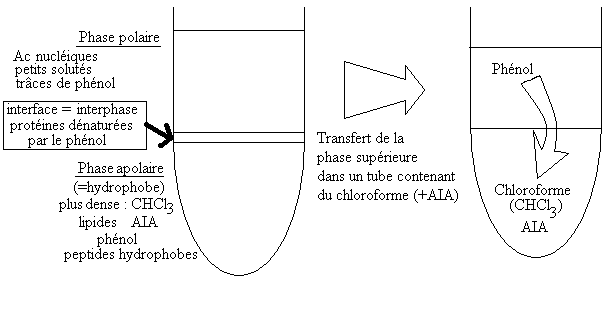 Phase polaire
Ac nucléiques
petits solutés
trâces de phénol
interface = interphase
protéines dénaturées
par le phénol
Phase apolaire
(=hydrophobe)
plus dense : CHCl3
lipides AIA
phénol
peptides hydrophobes
Transfert de la
phase supérieure
dans un tube contenant
du chloroforme (+AIA)
Phénol
Chloroforme
(CHCl3)
AIA